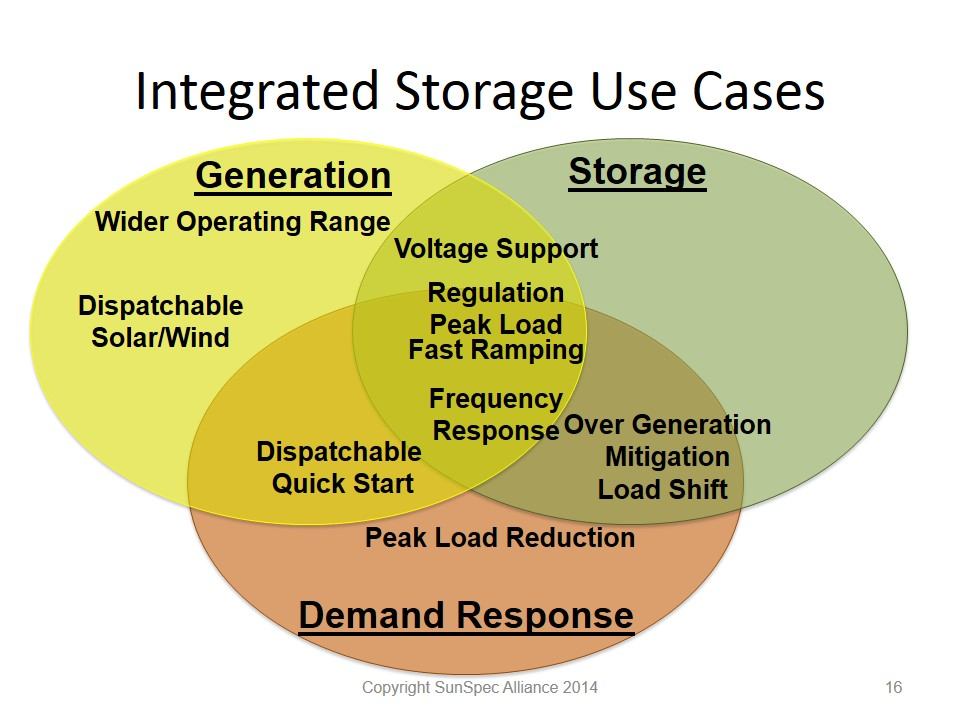 Integrated Storage Use Cases
Generation
Storage
Wider Operating Range
Voltage Support
Dispatchable
Solar/Wind
Regulation
Peak Load
Fast Ramping
Frequency
Response
Over Generation
Mitigation
Load Shift
Dispatchable
Quick Start
Peak Load Reduction
Demand Response
Copyright SunSpec Alliance 2014
16